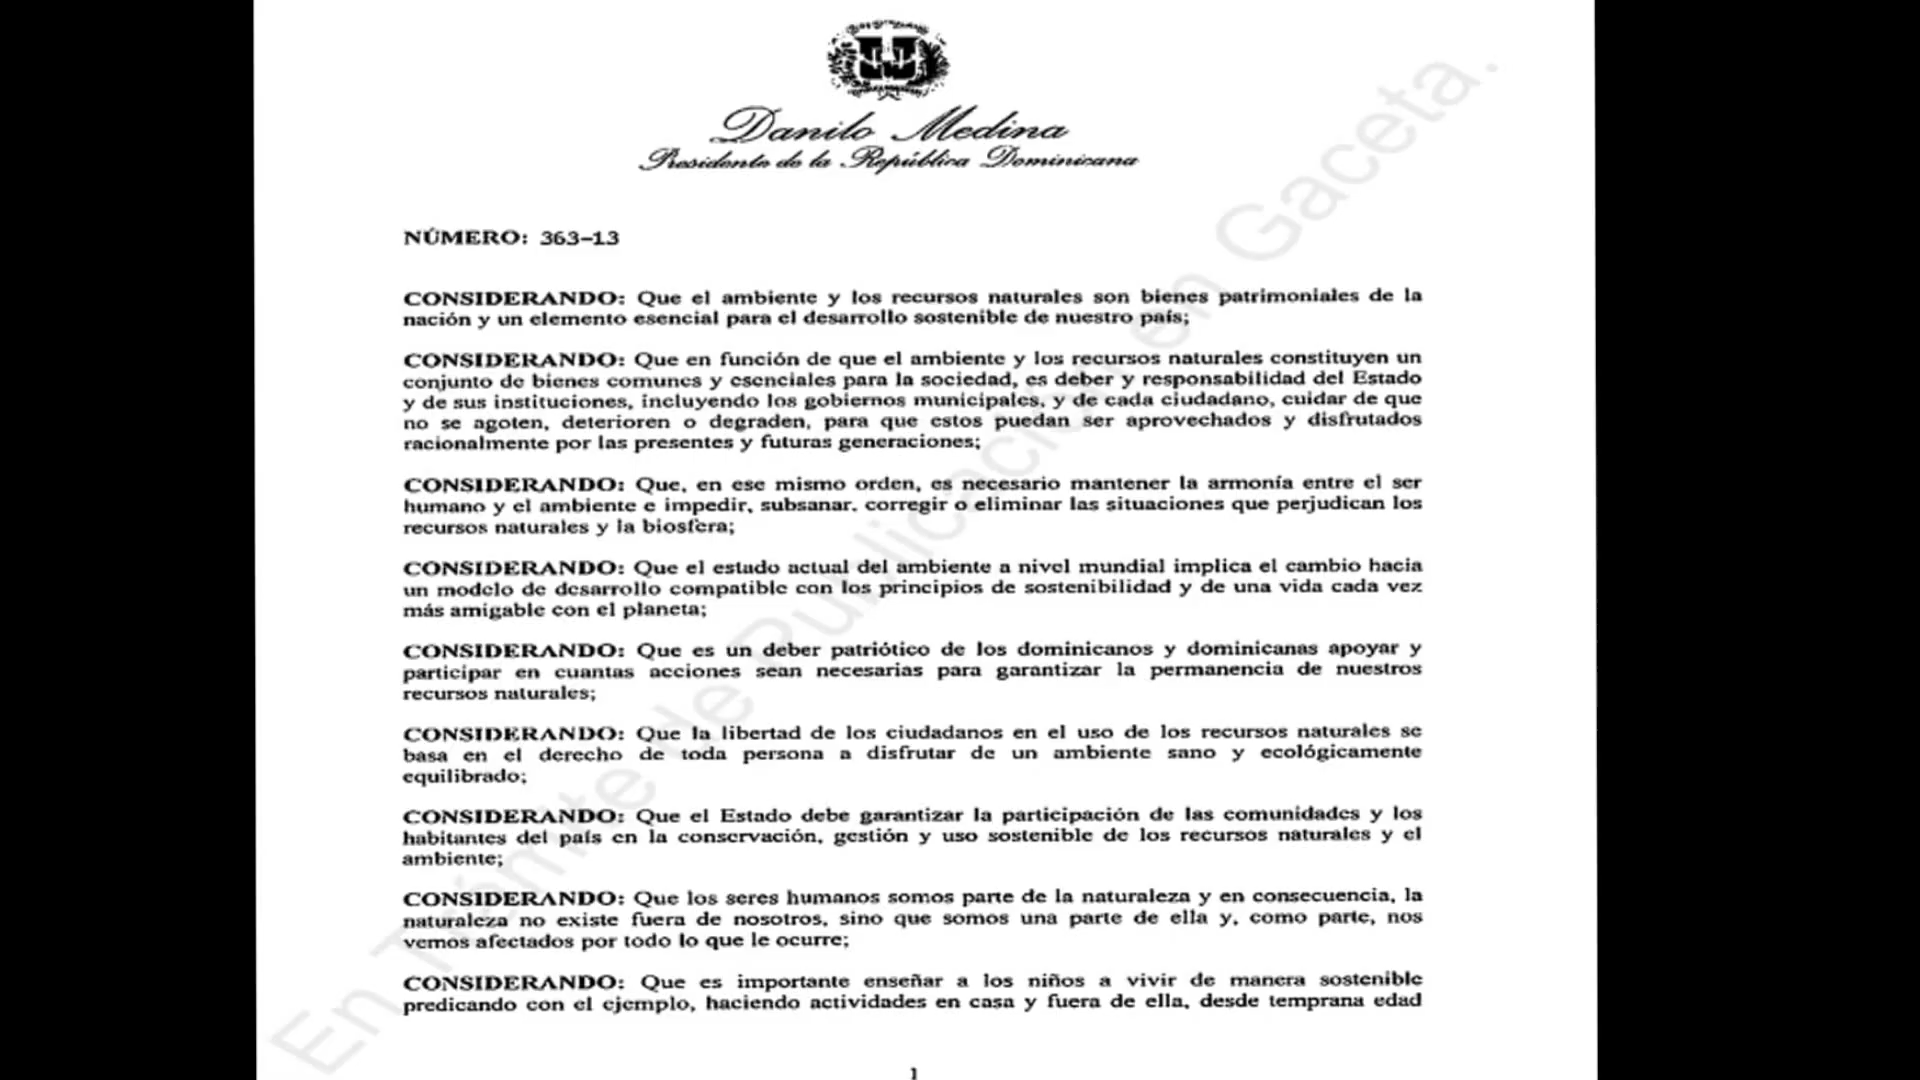 Danilo Medina
Presidente de la República Dominicana
NÚMERO: 363-13
CONSIDERANDO: Que el ambiente y los recursos naturales son bienes patrimoniales de la
nación y un elemento esencial para el desarrollo sostenible de nuestro país;
CONSIDERANDO: Que en función de que el ambiente y los recursos naturales constituyen un
conjunto de bienes comunes y esenciales para la sociedad, es deber y responsabilidad del Estado
y de sus instituciones, incluyendo los gobiernos municipales, y de cada ciudadano, cuidar de que
no se agoten, deterioren o degraden, para que estos puedan ser aprovechados y disfrutados
racionalmente por las presentes y futuras generaciones;
CONSIDERANDO: Que, en ese mismo orden, es necesario mantener la armonía entre el ser
humano y el ambiente e impedir, subsanar, corregir o eliminar las situaciones que perjudican los
recursos naturales y la biosfera;
CONSIDERANDO: Que el estado actual del ambiente a nivel mundial implica el cambio hacia
un modelo de desarrollo compatible con los principios de sostenibilidad y de una vida cada vez
más amigable con el planeta;
CONSIDERANDO: Que es un deber patriótico de los dominicanos y dominicanas apoyar y
participar en cuantas acciones sean necesarias para garantizar la permanencia de nuestros
recursos naturales;
CONSIDERANDO: Que la libertad de los ciudadanos en el uso de los recursos naturales se
basa en el derecho de toda persona a disfrutar de un ambiente sano y ecológicamente
equilibrado;
CONSIDERANDO: Que el Estado debe garantizar la participación de las comunidades y los
habitantes del país en la conservación, gestión y uso sostenible de los recursos naturales y el
ambiente;
CONSIDERANDO: Que los seres humanos somos parte de la naturaleza y en consecuencia, la
naturaleza no existe fuera de nosotros, sino que somos una parte de ella y, como parte, nos
vemos afectados por todo lo que le ocurre;
CONSIDERANDO: Que es importante enseñar a los niños a vivir de manera sostenible
predicando con el ejemplo, haciendo actividades en casa y fuera de ella, desde temprana edad
1
En Trámite de Publicación en Gaceta.